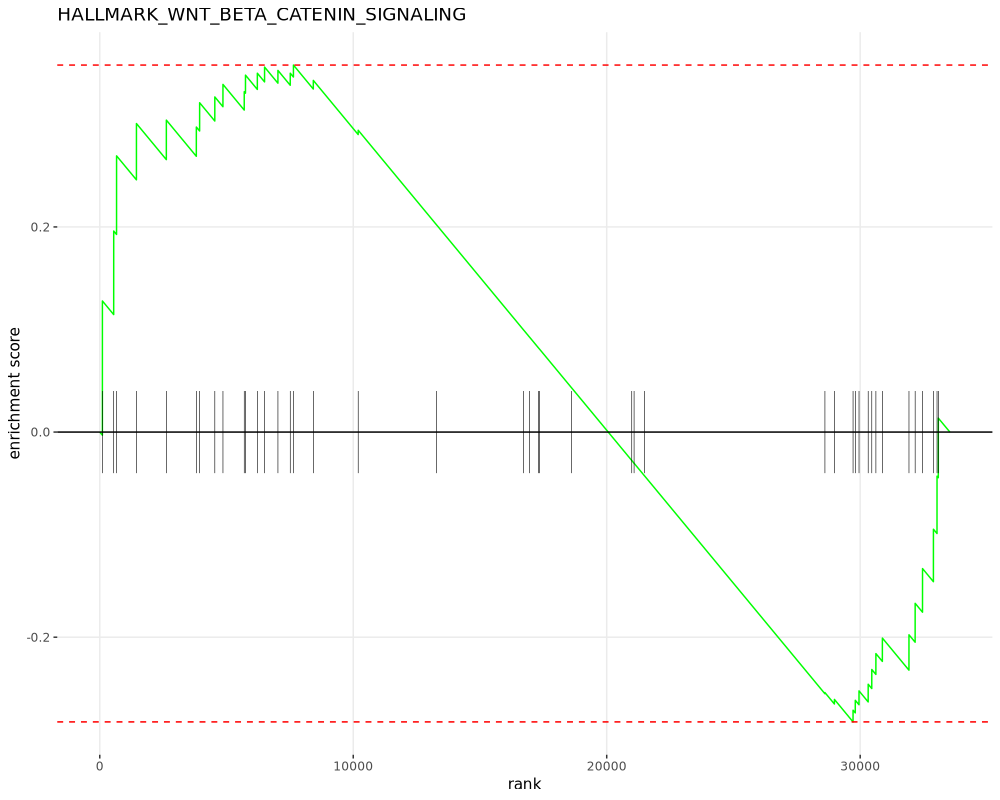 HALLMARK_WNT_BETA_CATENIN_SIGNALING
enrichment score
0.2
0.0
-0.2
0
10000
20000
30000
rank